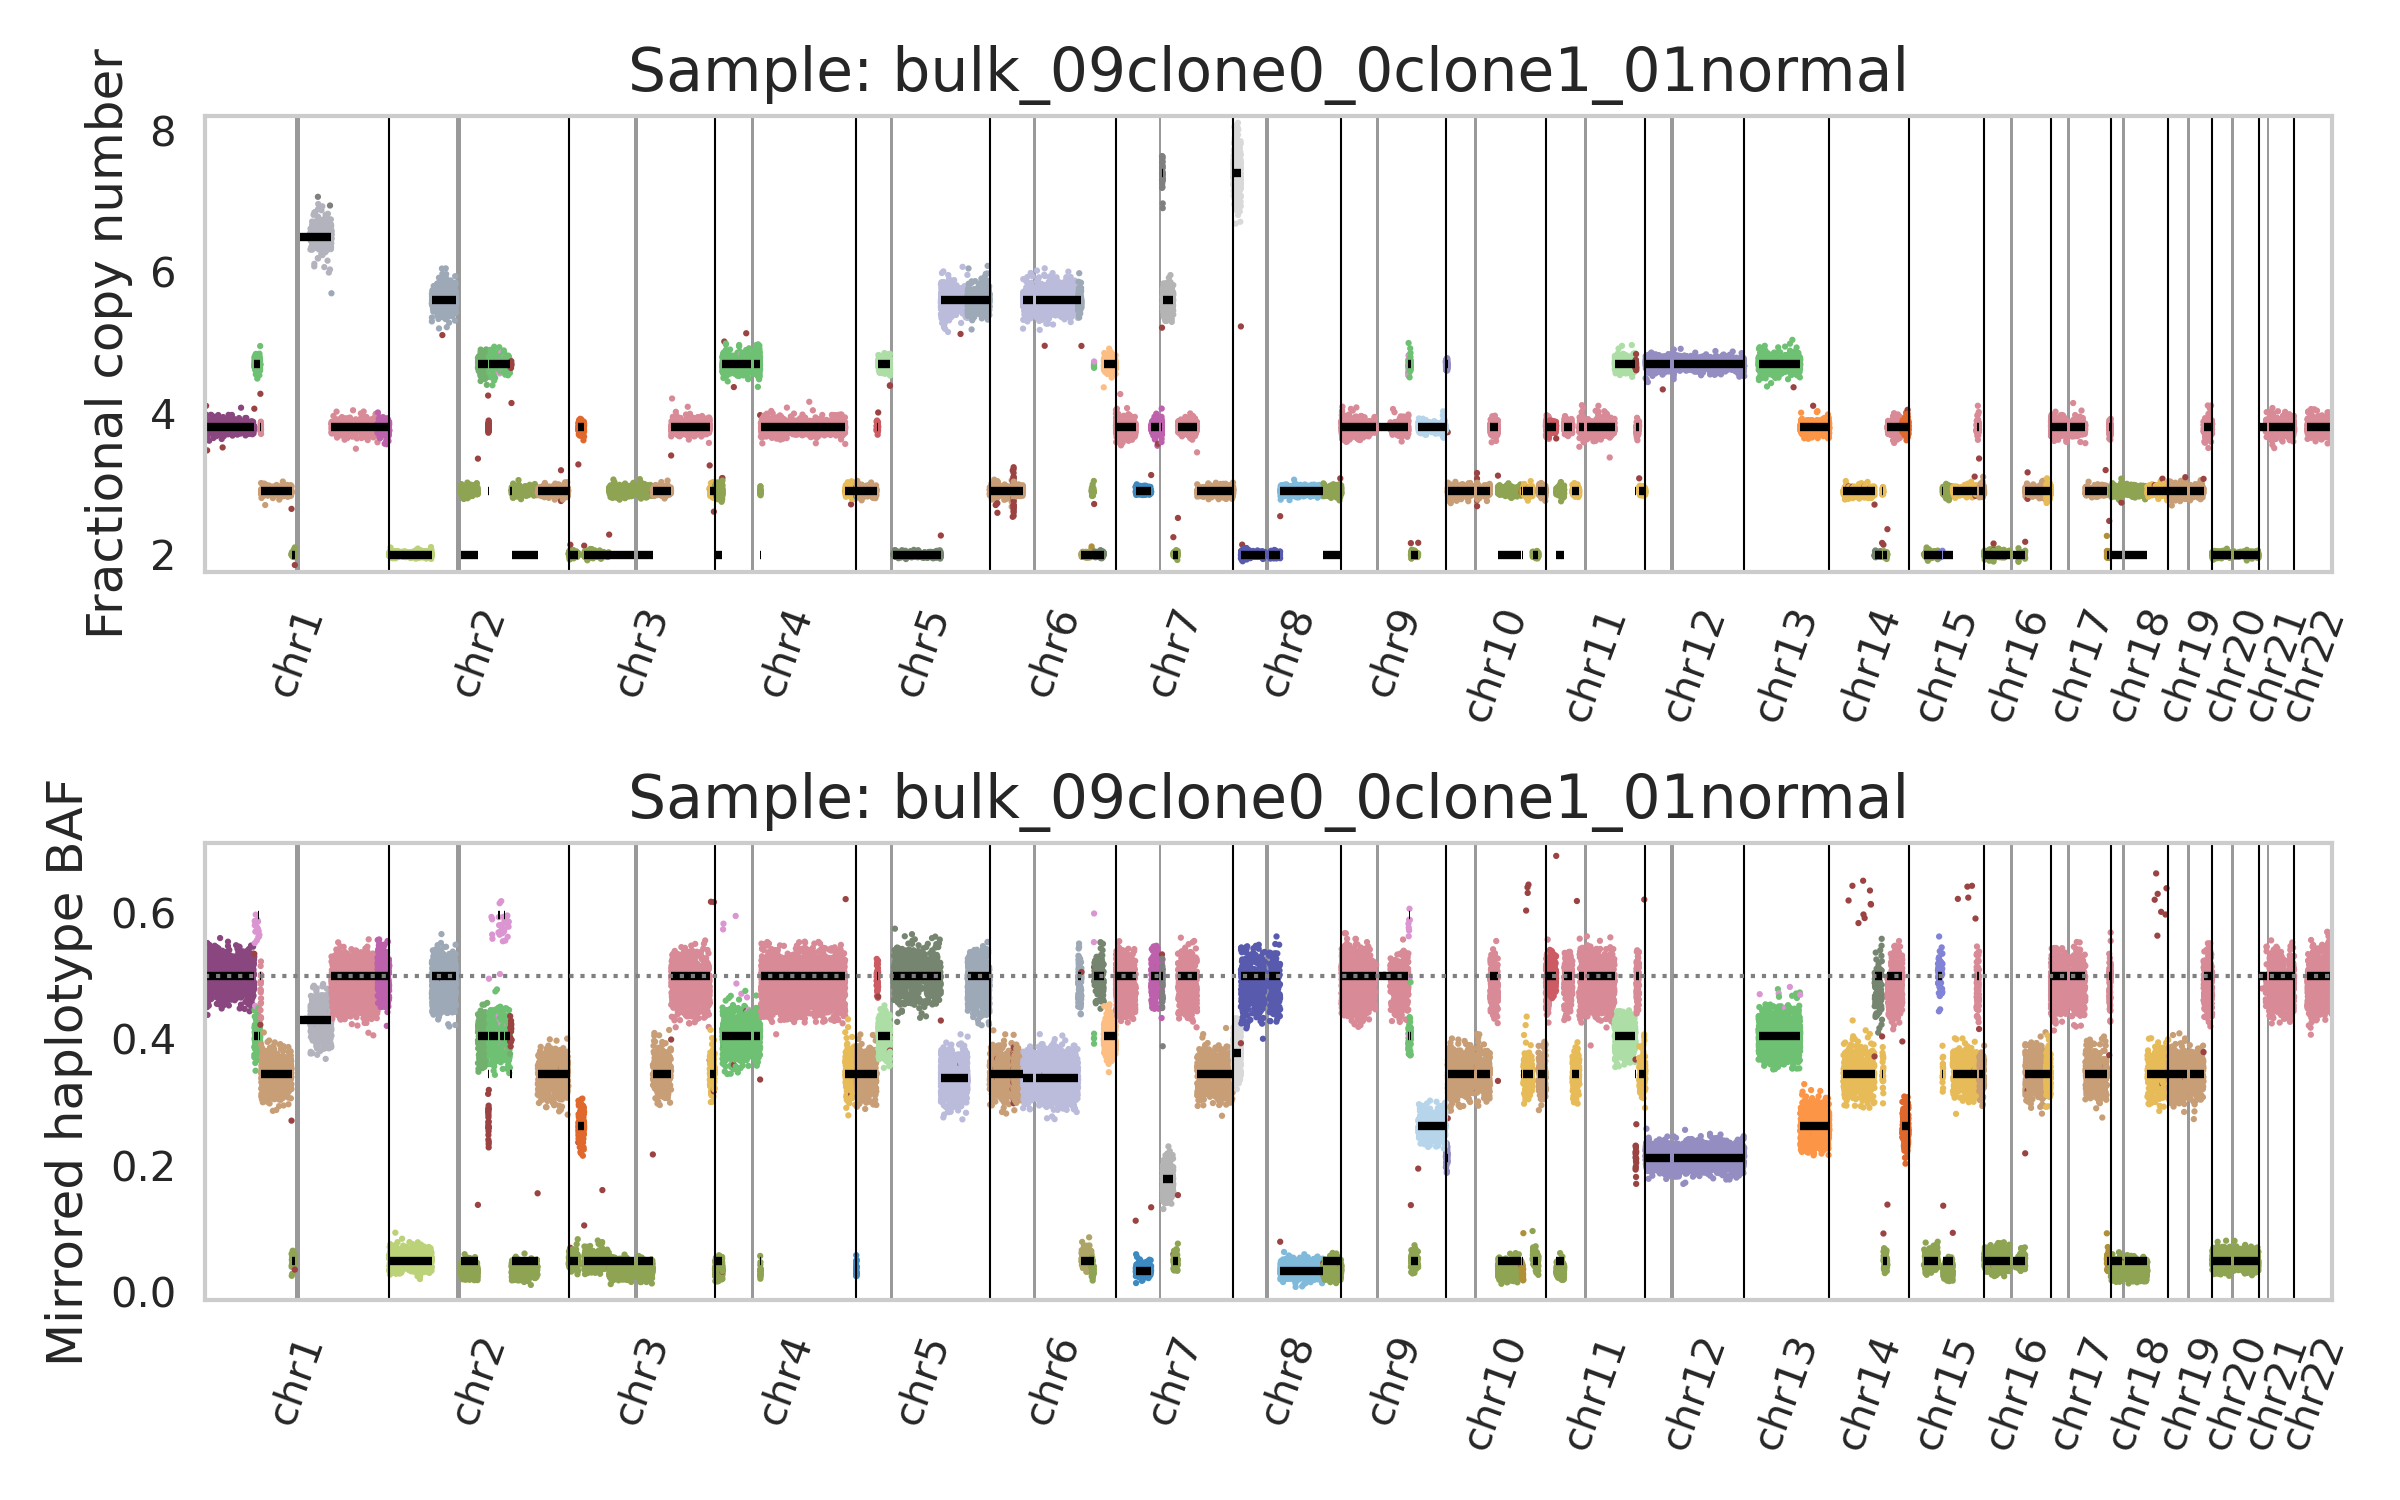 Sample: bulk_09clone0_0clone1_01normal
Fractional copy number
8
6
4
2
chr1 chr2 chr3 chr4 chr5 chr6 chr7 chr8 chr9 chr10 chr11 chr12 chr13 chr14 chr15 chr16 chr17 chr18 chr19 chr20 chr21 chr22
Sample: bulk_09clone0_0clone1_01normal
Mirrored haplotype BAF
0.6
0.4
0.2
0.0
chr1 chr2 chr3 chr4 chr5 chr6 chr7 chr8 chr9 chr10 chr11 chr12 chr13 chr14 chr15 chr16 chr17 chr18 chr19 chr20 chr21 chr22